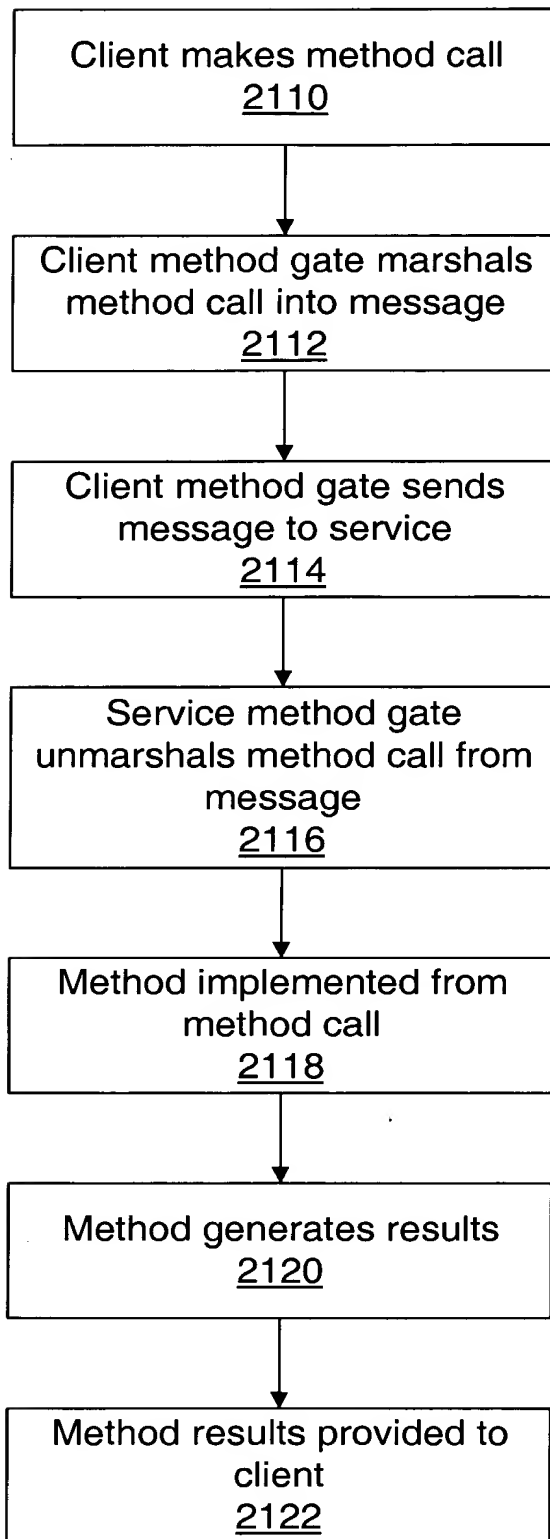 Client makes method call
2110
Client method gate marshals
method call into message
2112
Client method gate sends
message to service
2114
Service method gate
unmarshals method call from
message
2116
Method implemented from
method call
2118
Method generates results
2120
Method results provided to
client
2122